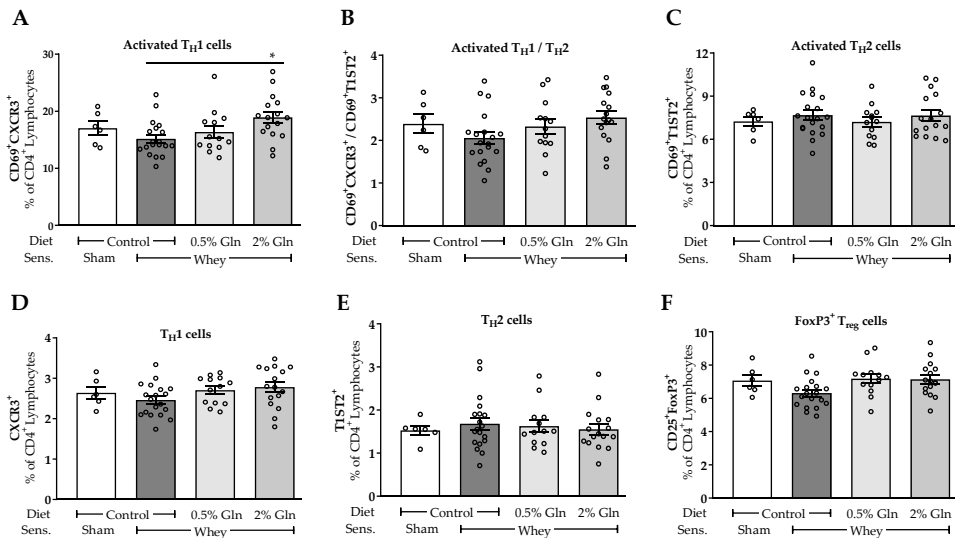 A
Activated TH1 cells
CD69+CXCR3+
% of CD4+ Lymphocytes
30
20
10
0
*
Diet
Control
0.5% Gln
2% Gln
Sens.
Sham
Whey
B
Activated TH1 / TH2
CD69+CXCR3+/ CD69+T1ST2+
4
3
2
1
0
Control
0.5% Gln
2% Gln
Sham
Whey
C
Activated TH2 cells
CD69+T1ST2+
% of CD4+ Lymphocytes
12
9
6
3
0
Diet
Control
0.5% Gln
2% Gln
Sens.
Sham
Whey
D
TH1 cells
CXCR3+
% of CD4+ Lymphocytes
4
3
2
1
0
Diet
Control
0.5% Gln
2% Gln
Sens.
Sham
Whey
E
TH2 cells
T1ST2+
% of CD4+ Lymphocytes
4
3
2
1
0
Diet
Control
0.5% Gln
2% Gln
Sens.
Sham
Whey
F
FoxP3+ Treg cells
CD25+FoxP3+
% of CD4+ Lymphocytes
10
8
6
4
2
0
Diet
Control
0.5% Gln
2% Gln
Sens.
Sham
Whey